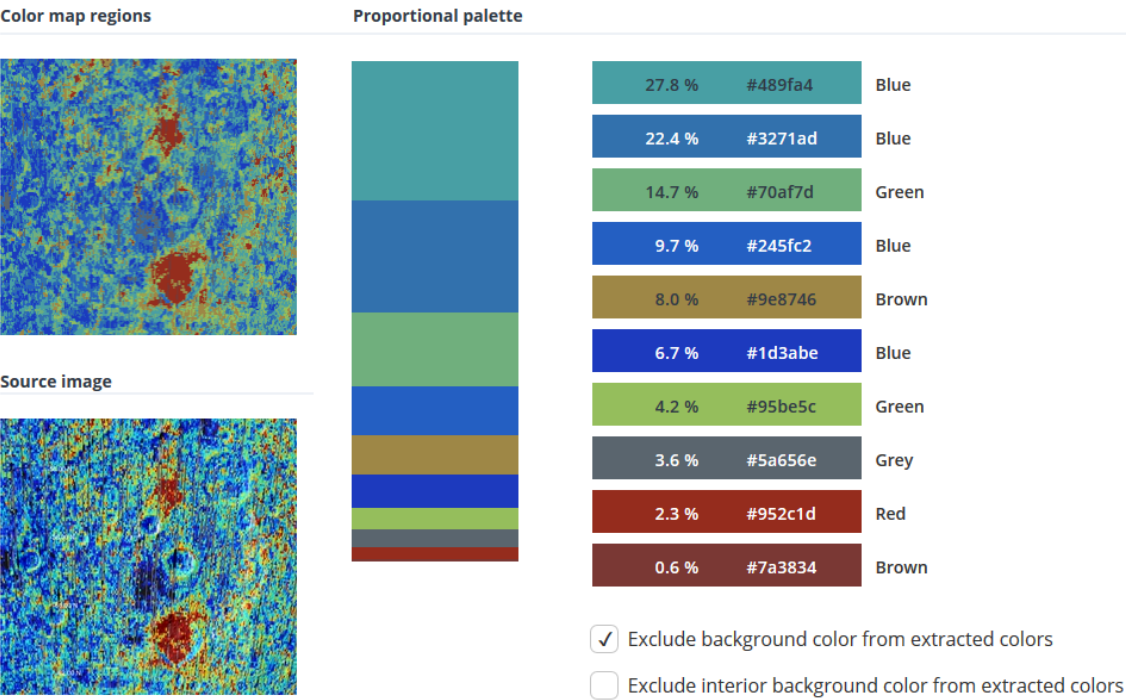 Color map regions
Proportional palette
27.8 % #489fa4 Blue
22.4 % #3271ad Blue
14.7 % #70af7d Green
9.7 % #245fc2 Blue
8.0 % #9e8746 Brown
6.7 % #1d3abe Blue
4.2 % #95be5c Green
3.6 % #5a656e Grey
2.3 % #952c1d Red
0.6 % #7a3834 Brown
Source image
✓ Exclude background color from extracted colors
Exclude interior background color from extracted colors